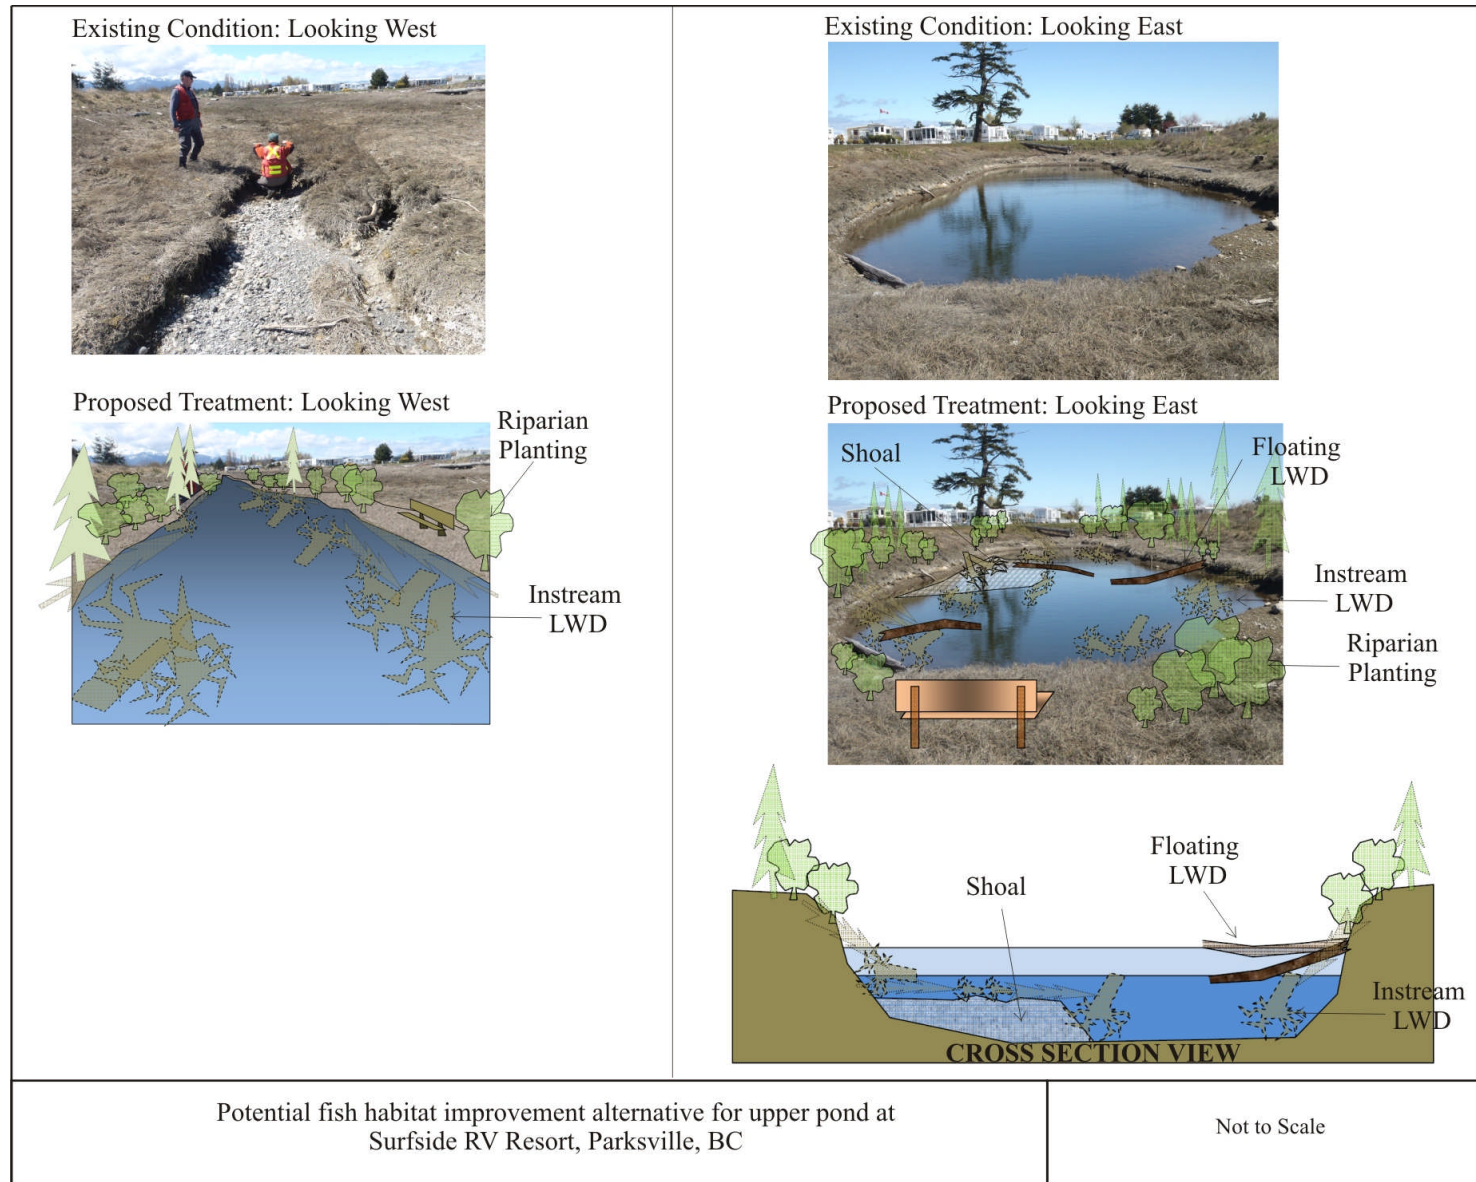 Existing Condition: Looking West
Proposed Treatment: Looking West
Riparian
Planting
Instream
LWD
Existing Condition: Looking East
Proposed Treatment: Looking East
Shoal
Floating
LWD
Instream
LWD
Riparian
Planting
Floating
LWD
Shoal
Instream
LWD
CROSS SECTION VIEW
Potential fish habitat improvement alternative for upper pond at
Surfside RV Resort, Parksville, BC
Not to Scale